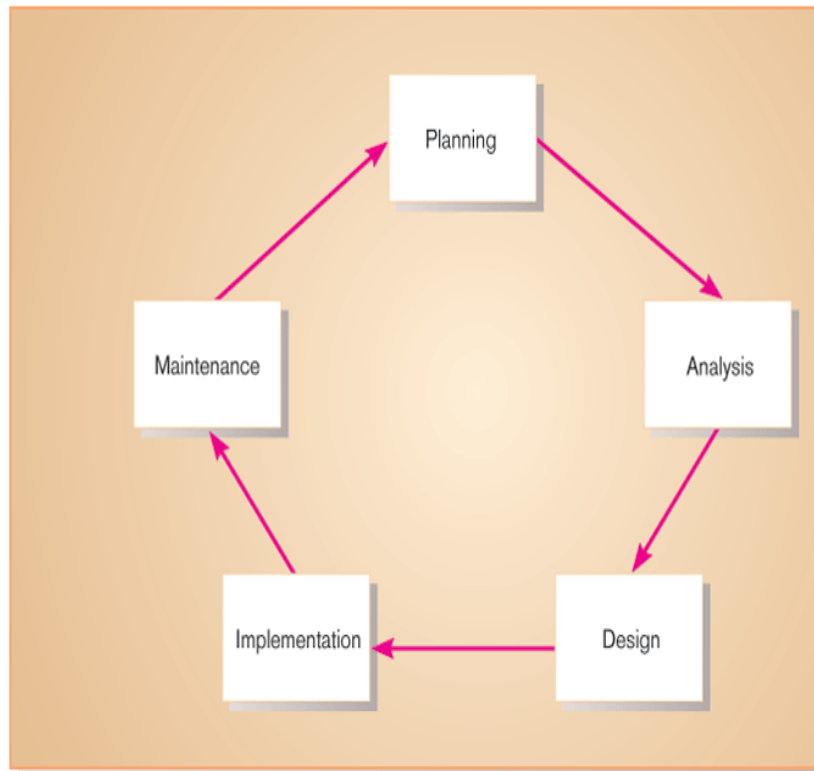 Planning
Analysis
Design
Implementation
Maintenance